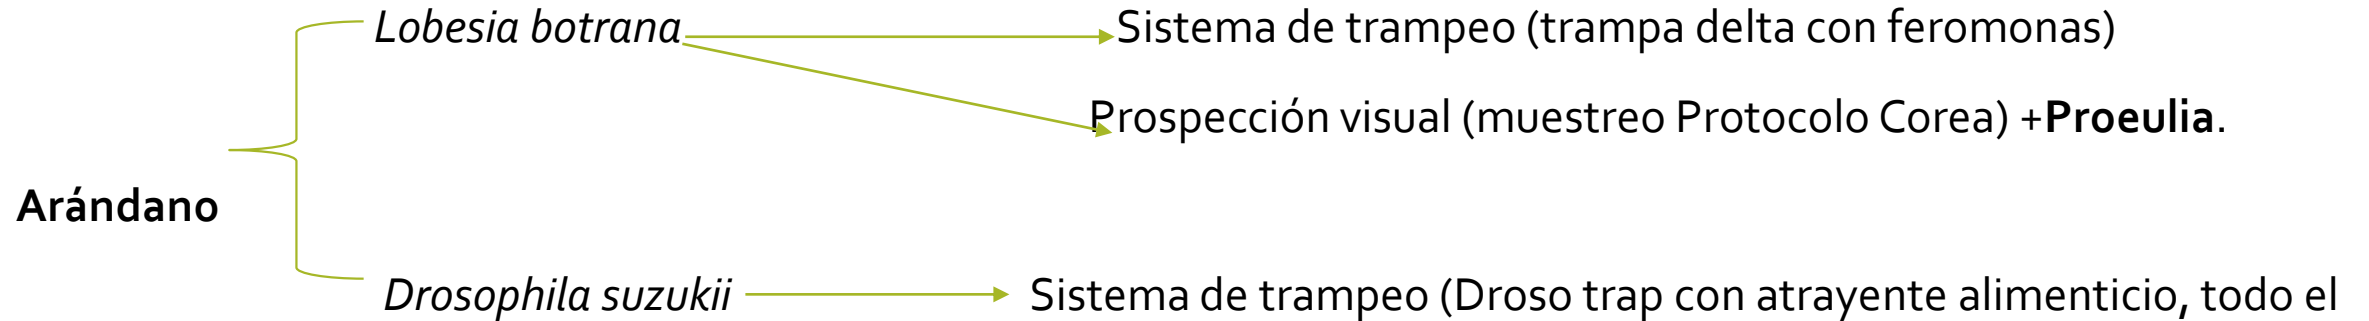 Lobesia botrana Sistema de trampeo (trampa delta con feromonas)
Prospección visual (muestreo Protocolo Corea) +Proeulia.
Arándano
Drosophila suzukii Sistema de trampeo (Droso trap con atrayente alimenticio, todo el